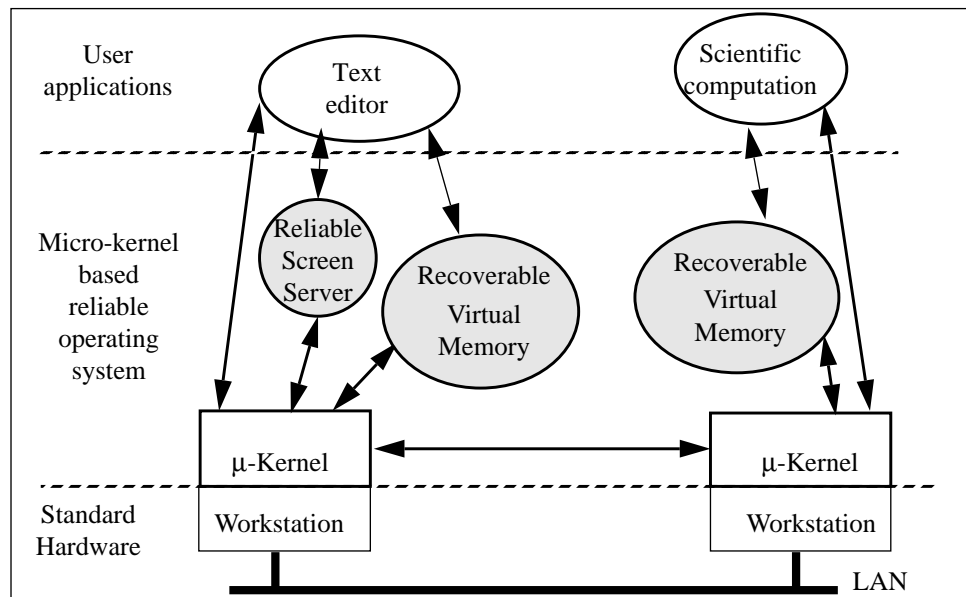 User
applications
Text
editor
Scientific
computation
Micro-kernel
based
reliable
operating
system
Reliable
Screen
Server
Recoverable
Virtual
Memory
Recoverable
Virtual
Memory
μ-Kernel
μ-Kernel
Standard
Hardware
Workstation
Workstation
LAN